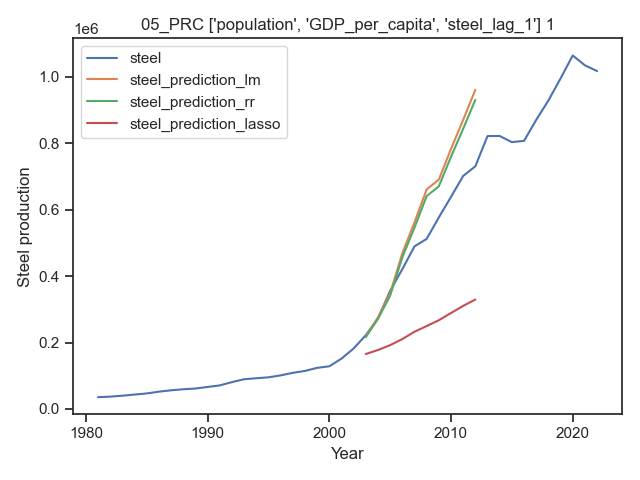 05_PRC ['population', 'GDP_per_capita', 'steel_lag_1'] 1
1e6
steel
steel_prediction_lm
steel_prediction_rr
steel_prediction_lasso
1.0
0.8
0.6
0.4
0.2
0.0
Steel production
1980
1990
2000
2010
2020
Year